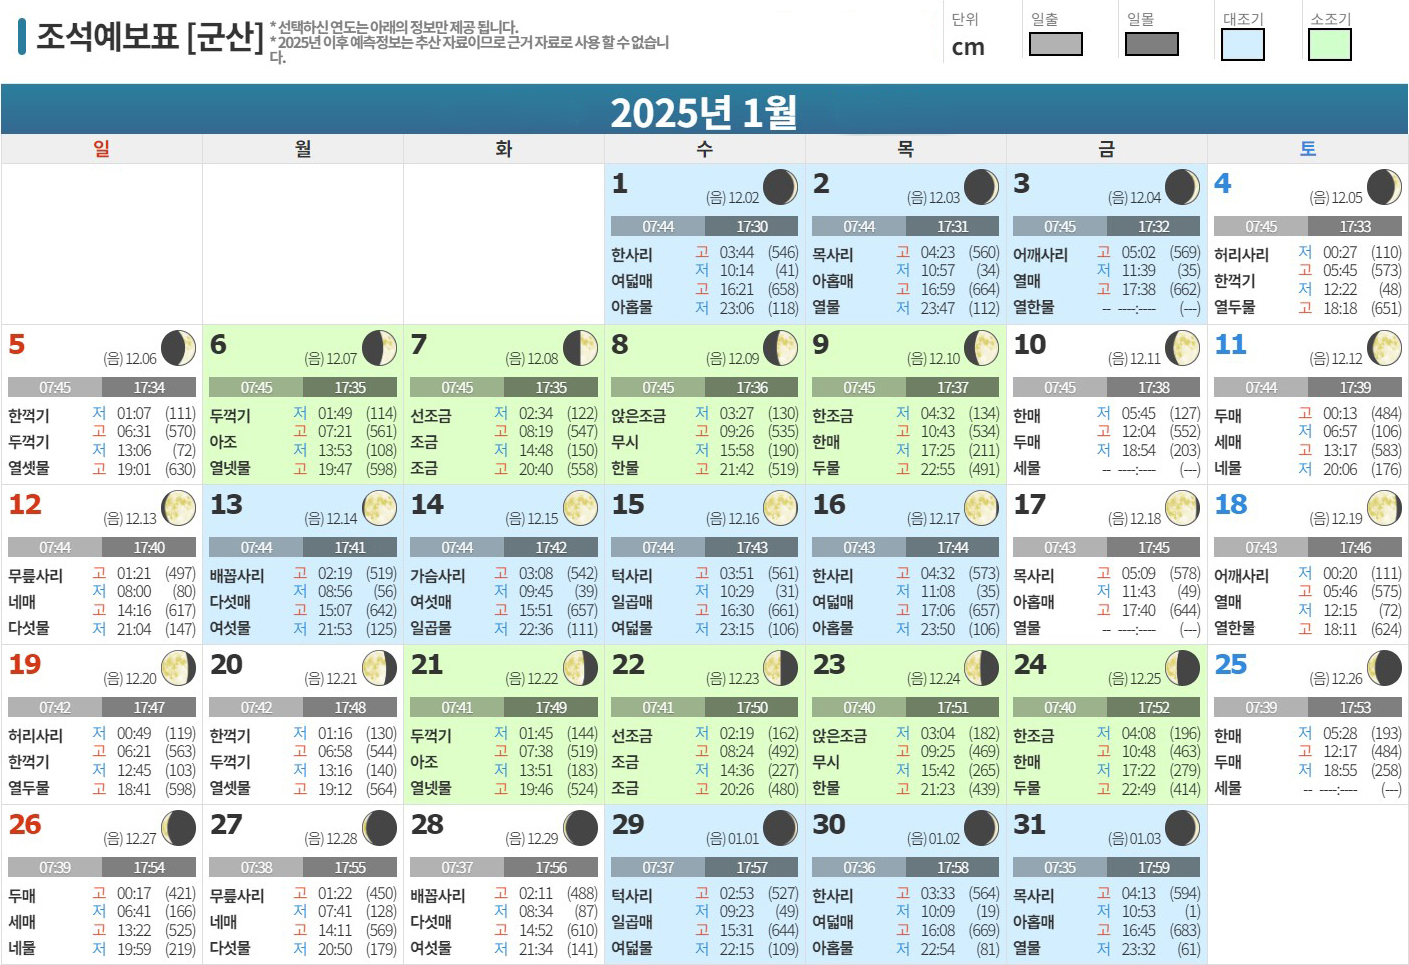 조석예보표 [군산]
* 선택하신 연도는 아래의 정보만 제공 됩니다.
* 2025년 이후 예측정보는 추산 자료이므로 근거 자료로 사용 할 수 없습니
다.
단위 일출 일몰 대조기 소조기
cm
2025년 1월
일 월 화 수 목 금 토
1 (음) 12.02
07:44 17:30
한사리 여덟매 아홉물
고 03:44 (546)
저 10:14 (41)
고 16:21 (658)
저 23:06 (118)
2 (음) 12.03
07:44 17:31
목사리 아홉매 열물
고 04:23 (560)
저 10:57 (34)
고 16:59 (664)
저 23:47 (112)
3 (음) 12.04
07:45 17:32
어깨사리 열매 열한물
고 05:02 (569)
저 11:39 (35)
고 17:38 (662)
-- ----:---- (---)
4 (음) 12.05
07:45 17:33
허리사리 한꺽기 열두물
저 00:27 (110)
고 05:45 (573)
저 12:22 (48)
고 18:18 (651)
5 (음) 12.06
07:45 17:34
한꺽기 두꺽기 열셋물
저 01:07 (111)
고 06:31 (570)
저 13:06 (72)
고 19:01 (630)
6 (음) 12.07
07:45 17:35
두꺽기 아조 열넷물
저 01:49 (114)
고 07:21 (561)
저 13:53 (108)
고 19:47 (598)
7 (음) 12.08
07:45 17:35
선조금 조금 조금
저 02:34 (122)
고 08:19 (547)
저 14:48 (150)
고 20:40 (558)
8 (음) 12.09
07:45 17:36
앉은조금 무시 한물
저 03:27 (130)
고 09:26 (535)
저 15:58 (190)
고 21:42 (519)
9 (음) 12.10
07:45 17:37
한조금 한매 두물
저 04:32 (134)
고 10:43 (534)
저 17:25 (211)
고 22:55 (491)
10 (음) 12.11
07:45 17:38
한매 두매 세물
저 05:45 (127)
고 12:04 (552)
저 18:54 (203)
-- ----:---- (---)
11 (음) 12.12
07:44 17:39
두매 세매 네물
고 00:13 (484)
저 06:57 (106)
고 13:17 (583)
저 20:06 (176)
12 (음) 12.13
07:44 17:40
무릎사리 네매 다섯물
고 01:21 (497)
저 08:00 (80)
고 14:16 (617)
저 21:04 (147)
13 (음) 12.14
07:44 17:41
배꼽사리 다섯매 여섯물
고 02:19 (519)
저 08:56 (56)
고 15:07 (642)
저 21:53 (125)
14 (음) 12.15
07:44 17:42
가슴사리 여섯매 일곱물
고 03:08 (542)
저 09:45 (39)
고 15:51 (657)
저 22:36 (111)
15 (음) 12.16
07:44 17:43
턱사리 일곱매 여덟물
고 03:51 (561)
저 10:29 (31)
고 16:30 (661)
저 23:15 (106)
16 (음) 12.17
07:43 17:44
한사리 여덟매 아홉물
고 04:32 (573)
저 11:08 (35)
고 17:06 (657)
저 23:50 (106)
17 (음) 12.18
07:43 17:45
목사리 아홉매 열물
고 05:09 (578)
저 11:43 (49)
고 17:40 (644)
-- ----:---- (---)
18 (음) 12.19
07:43 17:46
어깨사리 열매 열한물
저 00:20 (111)
고 05:46 (575)
저 12:15 (72)
고 18:11 (624)
19 (음) 12.20
07:42 17:47
허리사리 한꺽기 열두물
저 00:49 (119)
고 06:21 (563)
저 12:45 (103)
고 18:41 (598)
20 (음) 12.21
07:42 17:48
한꺽기 두꺽기 열셋물
저 01:16 (130)
고 06:58 (544)
저 13:16 (140)
고 19:12 (564)
21 (음) 12.22
07:41 17:49
두꺽기 아조 열넷물
저 01:45 (144)
고 07:38 (519)
저 13:51 (183)
고 19:46 (524)
22 (음) 12.23
07:41 17:50
선조금 조금 조금
저 02:19 (162)
고 08:24 (492)
저 14:36 (227)
고 20:26 (480)
23 (음) 12.24
07:40 17:51
앉은조금 무시 한물
저 03:04 (182)
고 09:25 (469)
저 15:42 (265)
고 21:23 (439)
24 (음) 12.25
07:40 17:52
한조금 한매 두물
저 04:08 (196)
고 10:48 (463)
저 17:22 (279)
고 22:49 (414)
25 (음) 12.26
07:39 17:53
한매 두매 세물
저 05:28 (193)
고 12:17 (484)
저 18:55 (258)
-- ----:---- (---)
26 (음) 12.27
07:39 17:54
두매 세매 네물
고 00:17 (421)
저 06:41 (166)
고 13:22 (525)
저 19:59 (219)
27 (음) 12.28
07:38 17:55
무릎사리 네매 다섯물
고 01:22 (450)
저 07:41 (128)
고 14:11 (569)
저 20:50 (179)
28 (음) 12.29
07:37 17:56
배꼽사리 다섯매 여섯물
고 02:11 (488)
저 08:34 (87)
고 14:52 (610)
저 21:34 (141)
29 (음) 01.01
07:37 17:57
턱사리 일곱매 여덟물
고 02:53 (527)
저 09:23 (49)
고 15:31 (644)
저 22:15 (109)
30 (음) 01.02
07:36 17:58
한사리 여덟매 아홉물
고 03:33 (564)
저 10:09 (19)
고 16:08 (669)
저 22:54 (81)
31 (음) 01.03
07:35 17:59
목사리 아홉매 열물
고 04:13 (594)
저 10:53 (1)
고 16:45 (683)
저 23:32 (61)